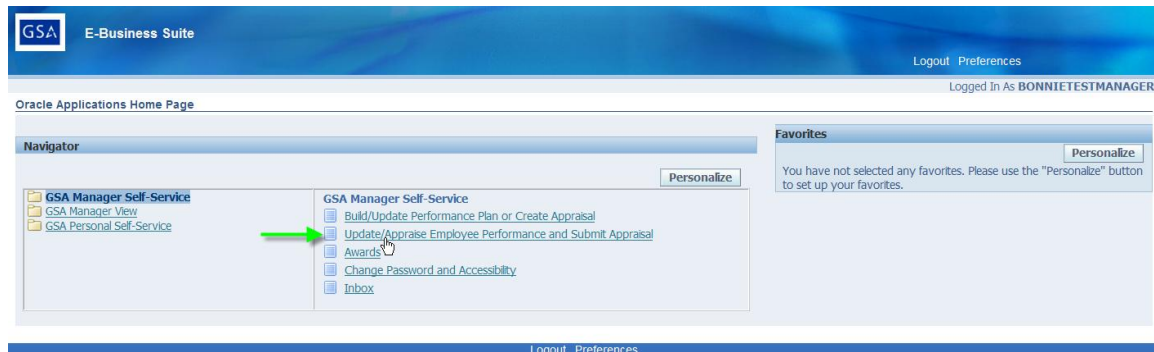 GSA
E-Business Suite
Logout Preferences
Logged In As BONNIETESTMANAGER
Oracle Applications Home Page
Navigator
Personalize
GSA Manager Self-Service
GSA Manager View
GSA Personal Self-Service
GSA Manager Self-Service
Build/Update Performance Plan or Create Appraisal
Update/Appraise Employee Performance and Submit Appraisal
Awards
Change Password and Accessibility
Inbox
Favorites
Personalize
You have not selected any favorites. Please use the "Personalize" button
to set up your favorites.
Logout Preferences